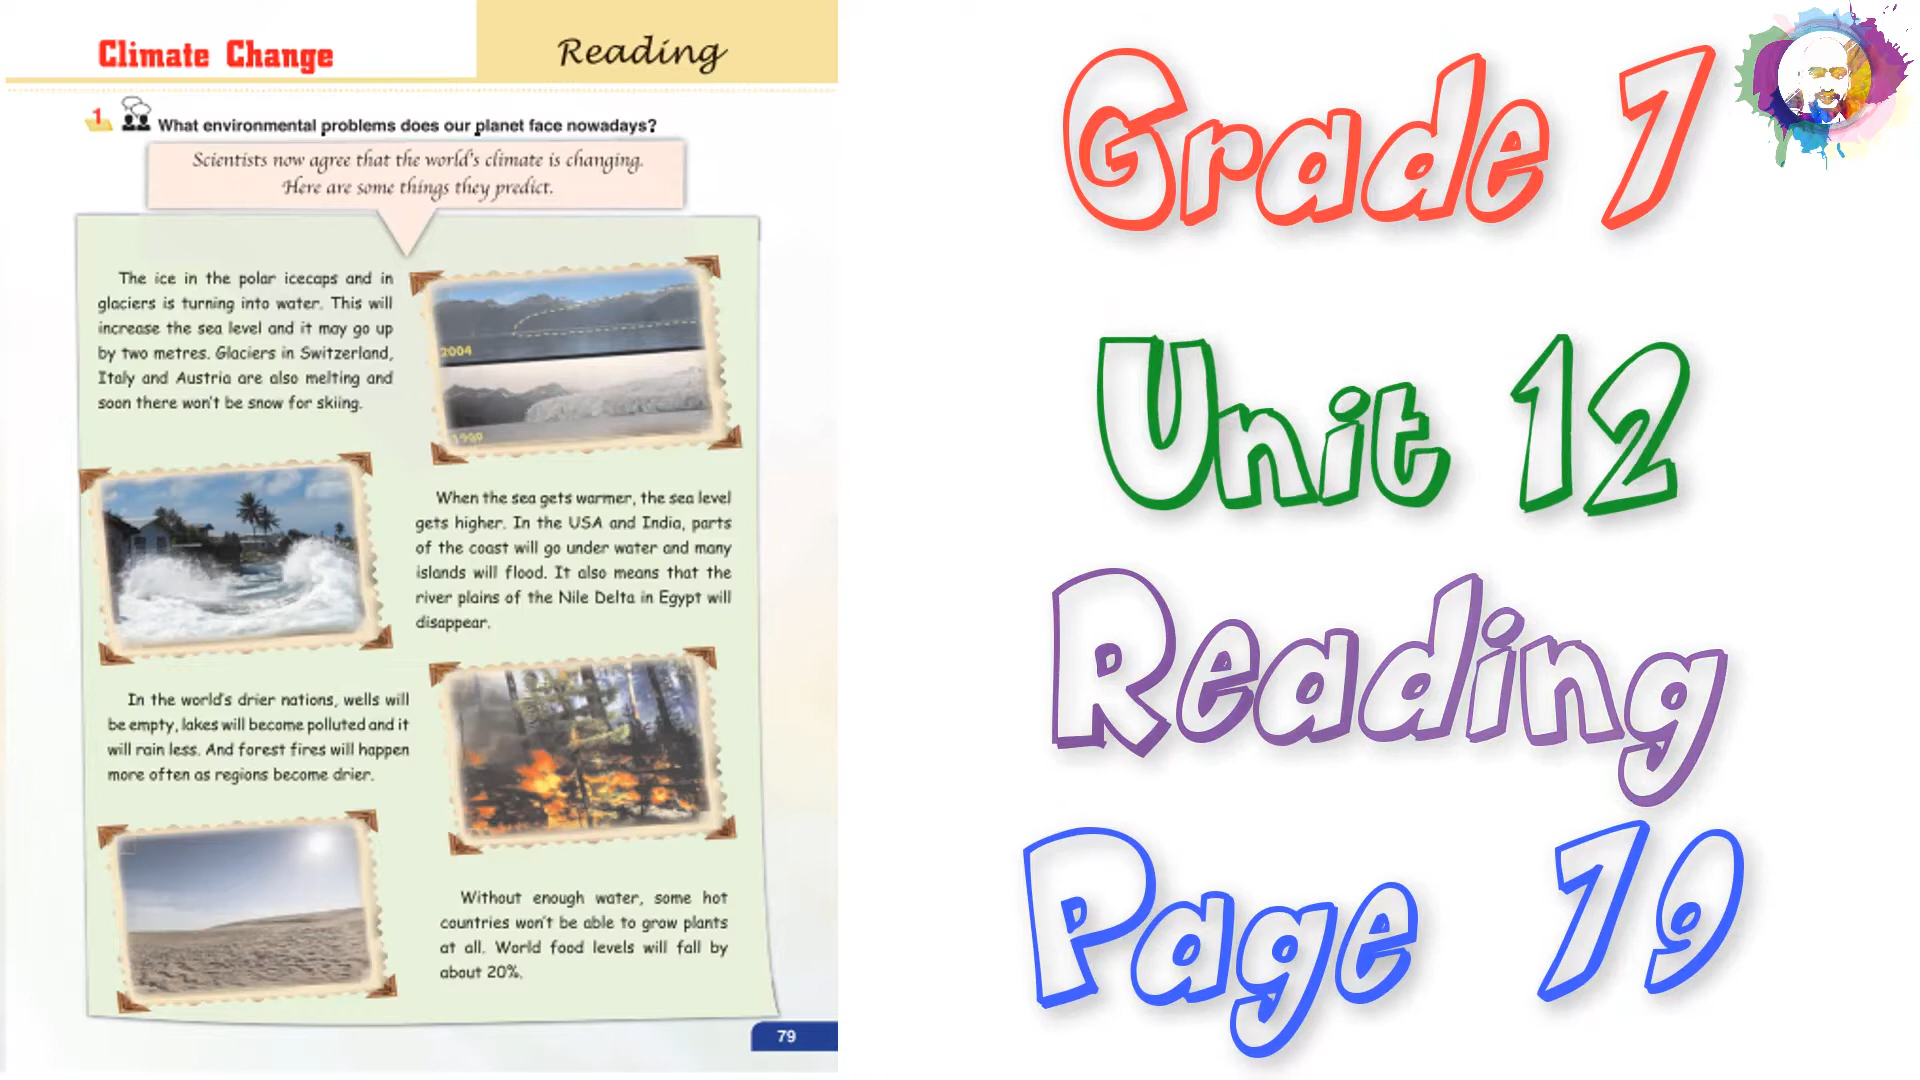 Climate Change
Reading
1
What environmental problems does our planet face nowadays?
Scientists now agree that the world's climate is changing.
Here are some things they predict.
The ice in the polar icecaps and in
glaciers is turning into water. This will
increase the sea level and it may go up
by two metres. Glaciers in Switzerland,
Italy and Austria are also melting and
soon there won't be snow for skiing.
2004
When the sea gets warmer, the sea level
gets higher. In the USA and India, parts
of the coast will go under water and many
islands will flood. It also means that the
river plains of the Nile Delta in Egypt will
disappear.
In the world's drier nations, wells will
be empty, lakes will become polluted and it
will rain less. And forest fires will happen
more often as regions become drier.
Without enough water, some hot
countries won't be able to grow plants
at all. World food levels will fall by
about 20%.
79
Grade 7
Unit 12
Reading
Page 79